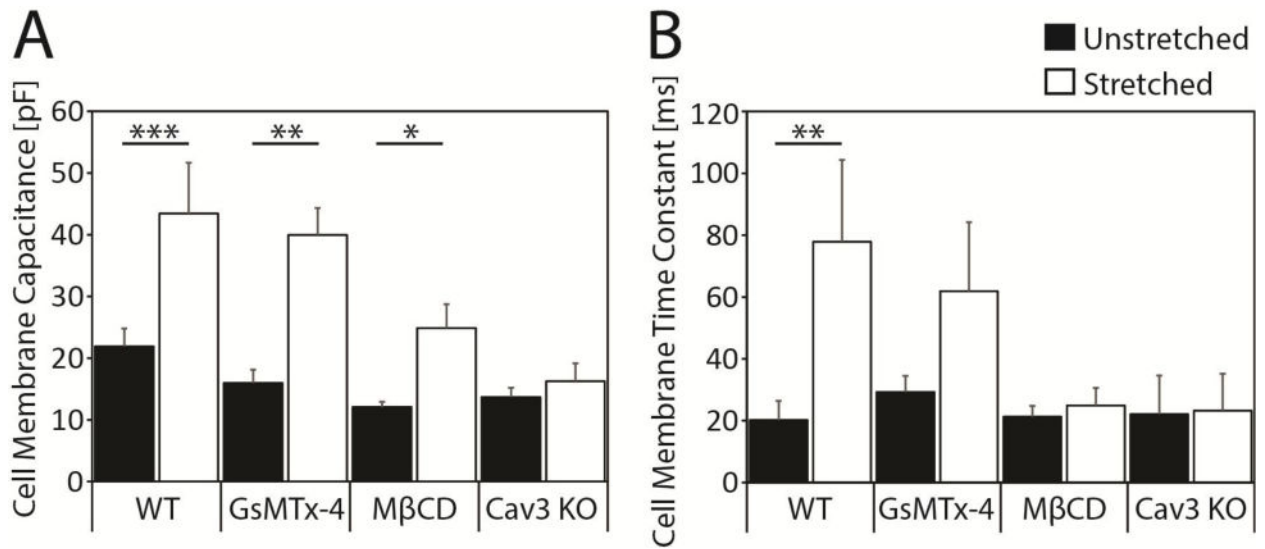 A
B
Unstretched
Stretched
Cell Membrane Capacitance [pF]
60
50
40
30
20
10
0
***
**
*
WT
GsMTx-4
MβCD
Cav3 KO
Cell Membrane Time Constant [ms]
120
100
80
60
40
20
0
**
WT
GsMTx-4
MβCD
Cav3 KO